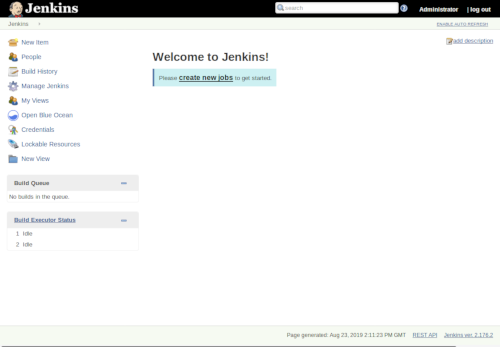 Jenkins
search
Administrator
| log out
Jenkins
ENABLE AUTO REFRESH
New Item
People
Build History
Manage Jenkins
My Views
Open Blue Ocean
Credentials
Lockable Resources
New View
Build Queue
No builds in the queue.
Build Executor Status
1 Idle
2 Idle
add description
Welcome to Jenkins!
Please create new jobs to get started.
Page generated: Aug 23, 2019 2:11:23 PM GMT
REST API
Jenkins ver. 2.176.2